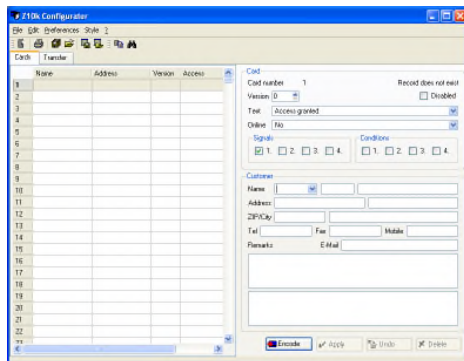 Z10k Configurator
File Edit Preferences Style ?
Cards Transfer
Name Address Version Access
1
2
3
4
5
6
7
8
9
10
11
12
13
14
15
16
17
18
19
20
21
22
23
Card
Card number 1 Record does not exist
Version 0 Disabled
Text Access granted
Online No
Signals Conditions
1. 2. 3. 4. 1. 2. 3. 4.
Customer
Name
Address
ZIP/City
Tel Fax Mobile
Remarks E-Mail
Encode Apply Undo Delete